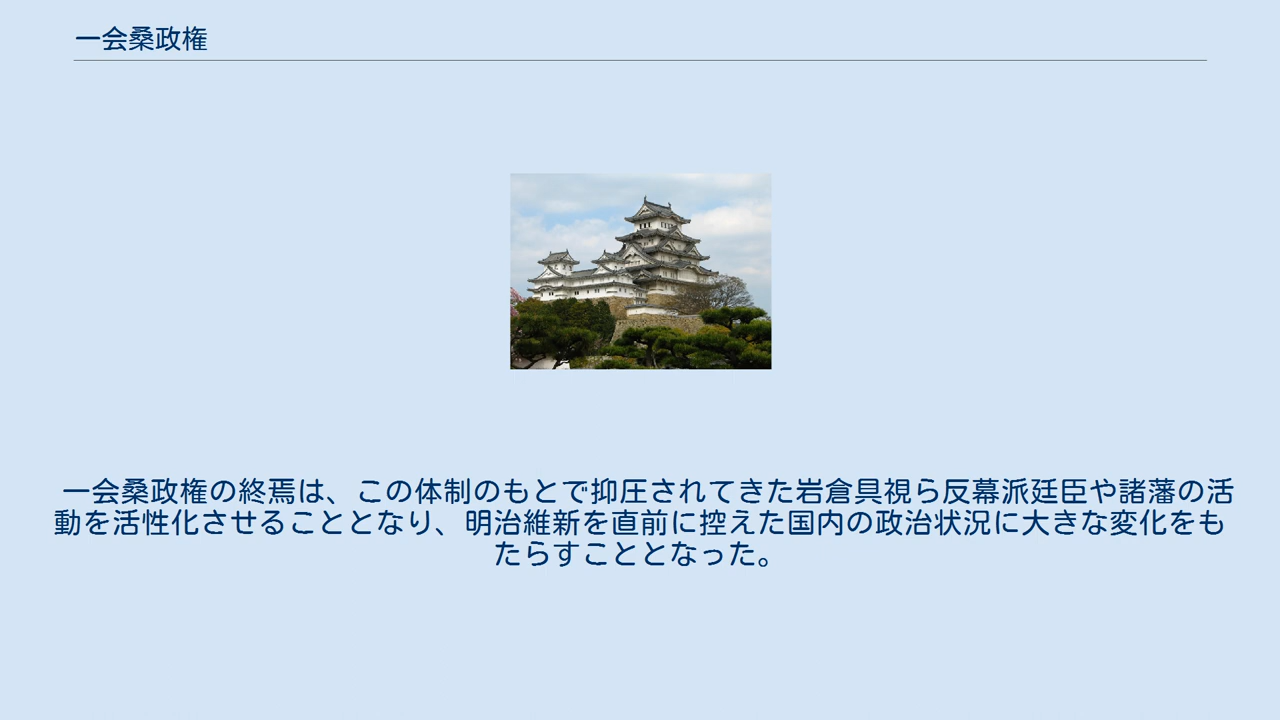 一会桑政権
一会桑政権の終焉は、この体制のもとで抑圧されてきた岩倉具視ら反幕派廷臣や諸藩の活
動を活性化させることとなり、明治維新を直前に控えた国内の政治状況に大きな変化をも
たらすこととなった。